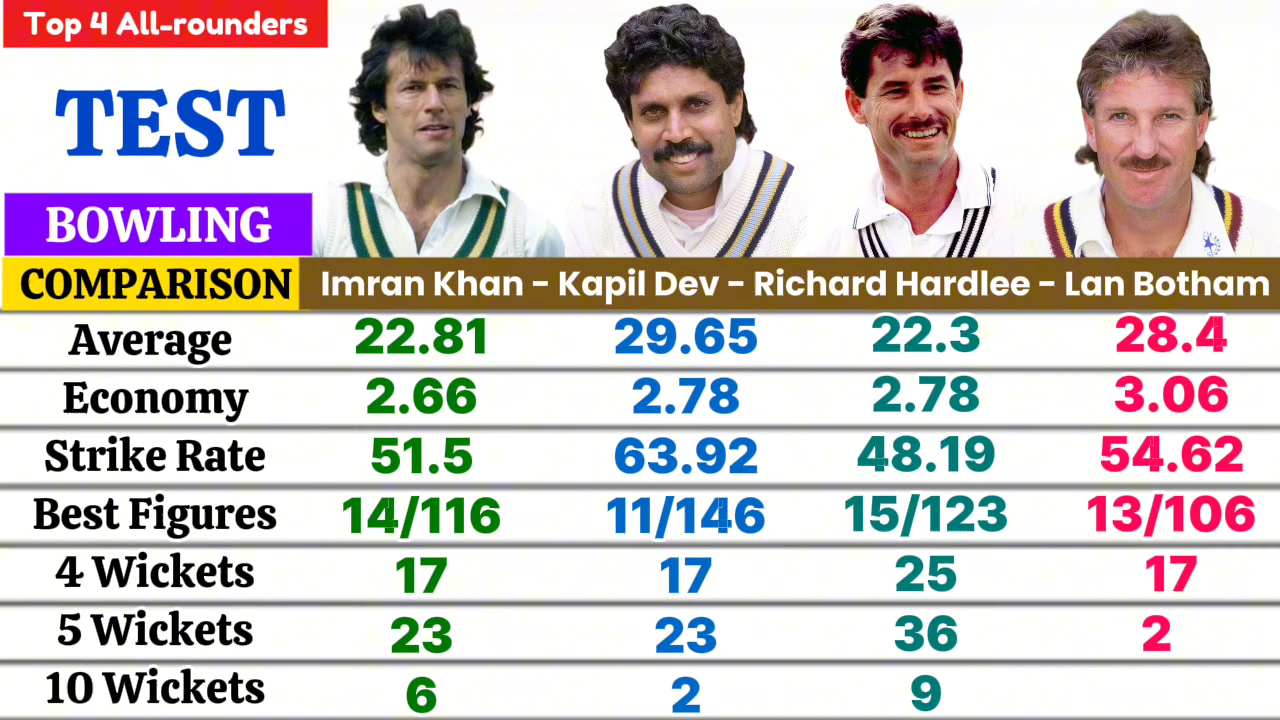 Top 4 All-rounders
TEST
BOWLING
COMPARISON Imran Khan - Kapil Dev - Richard Hardlee - Lan Botham
Average 22.81 29.65 22.3 28.4
Economy 2.66 2.78 2.78 3.06
Strike Rate 51.5 63.92 48.19 54.62
Best Figures 14/116 11/146 15/123 13/106
4 Wickets 17 17 25 17
5 Wickets 23 23 36 2
10 Wickets 6 2 9